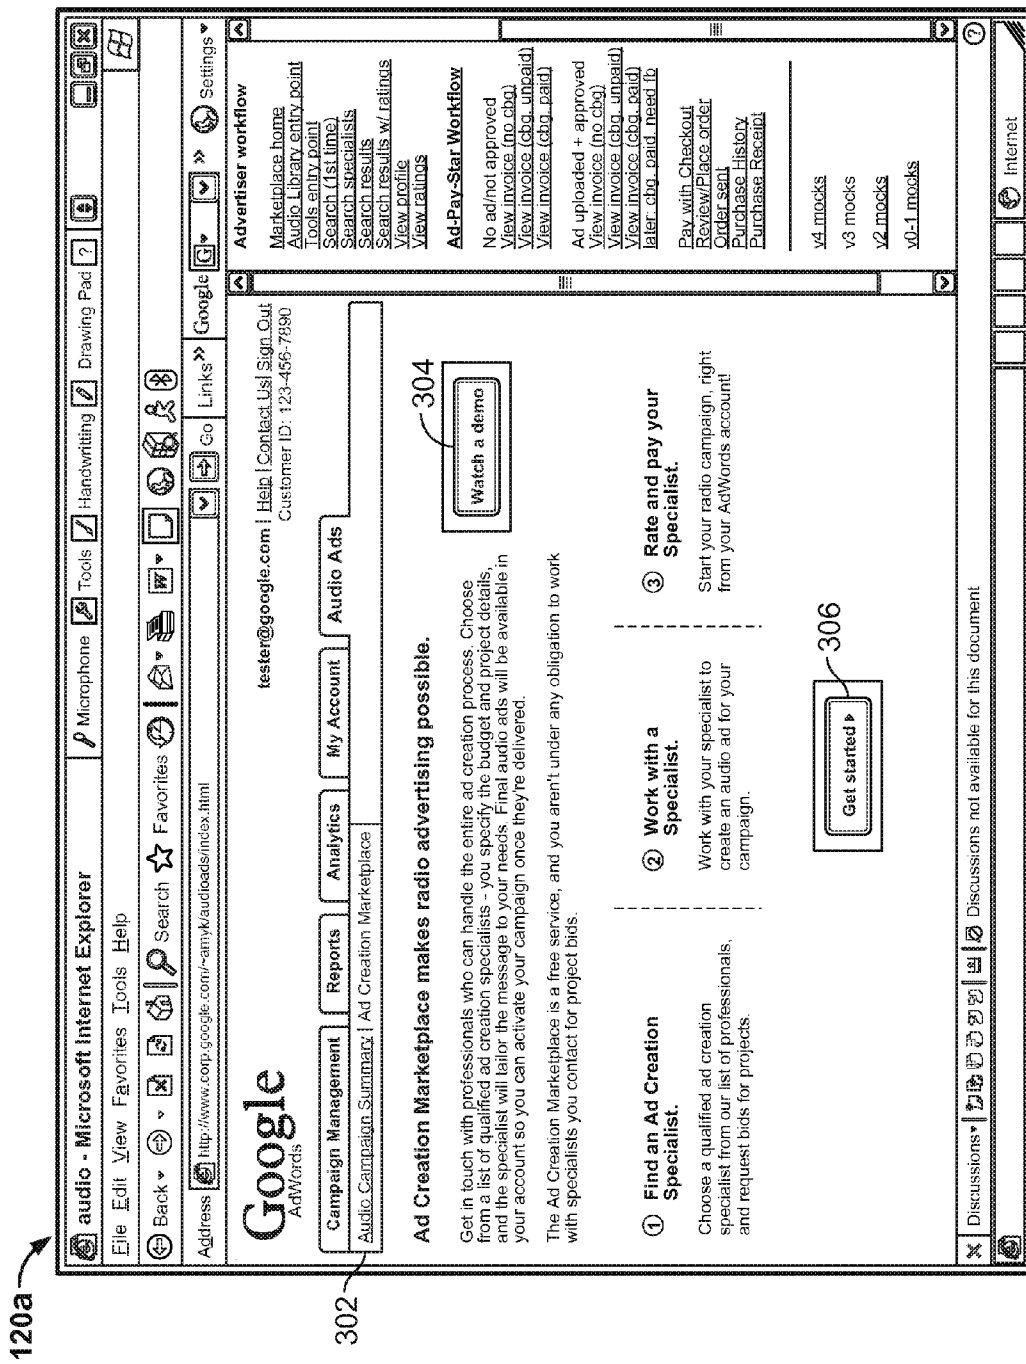 120a
audio - Microsoft Internet Explorer
Microphone Tools Handwritting Drawing Pad ?
File Edit View Favorites Tools Help
Back Search Favorites W
Address http://www.corp.google.com/~amyk/audioads/index.html Go Links >> Google G >> Settings
Google
AdWords
tester@google.com | Help | Contact Us | Sign Out
Customer ID: 123-456-7890
Campaign Management Reports Analytics My Account Audio Ads
302
Audio Campaign Summary | Ad Creation Marketplace
Ad Creation Marketplace makes radio advertising possible.
Get in touch with professionals who can handle the entire ad creation process. Choose
from a list of qualified ad creation specialists - you specify the budget and project details,
and the specialist will tailor the message to your needs. Final audio ads will be available in
your account so you can activate your campaign once they're delivered.
The Ad Creation Marketplace is a free service, and you aren't under any obligation to work
with specialists you contact for project bids.
304
Watch a demo
1 Find an Ad Creation
Specialist.
Choose a qualified ad creation
specialist from our list of professionals,
and request bids for projects.
2 Work with a
Specialist.
Work with your specialist to
create an audio ad for your
campaign.
3 Rate and pay your
Specialist.
Start your radio campaign, right
from your AdWords account!
306
Get started
Advertiser workflow
Marketplace home
Audio Library entry point
Tools entry point
Search (1st time)
Search specialists
Search results
Search results w/ ratings
View profile
View ratings
Ad-Pay-Star Workflow
No ad/not approved
View invoice (no cbg)
View invoice (cbg, unpaid)
View invoice (cbg, paid)
Ad uploaded + approved
View invoice (no cbg)
View invoice (cbg, unpaid)
View invoice (cbg, paid)
later: cbg, paid, need fb
Pay with Checkout
Review/Place order
Order sent
Purchase History
Purchase Receipt
v4 mocks
v3 mocks
v2 mocks
v0-1 mocks
X Discussions Discussions not available for this document ?
Internet